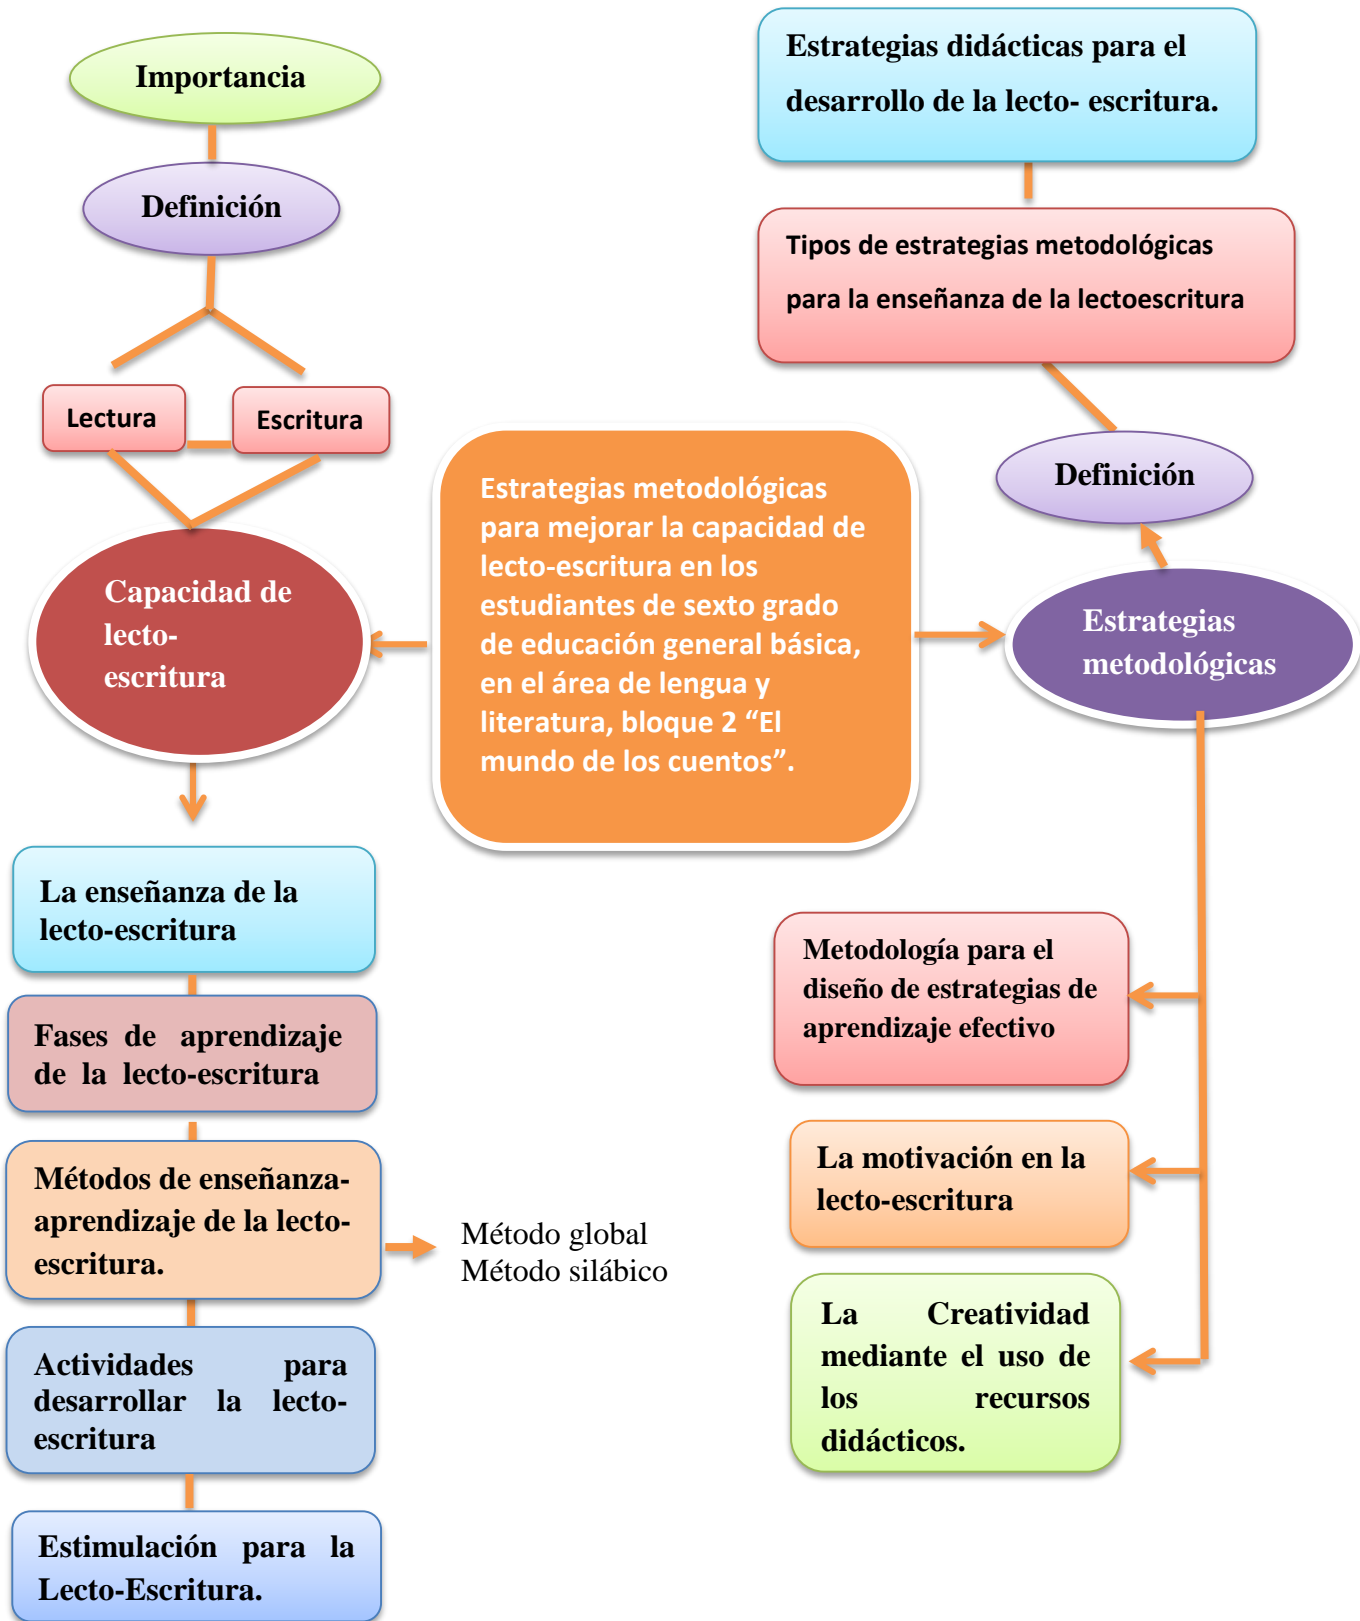 Importancia
Definición
Lectura
Escritura
Capacidad de
lecto-
escritura
La enseñanza de la
lecto-escritura
Fases de aprendizaje
de la lecto-escritura
Métodos de enseñanza-
aprendizaje de la lecto-
escritura.
Método global
Método silábico
Actividades para
desarrollar la lecto-
escritura
Estimulación para la
Lecto-Escritura.
Estrategias metodológicas
para mejorar la capacidad de
lecto-escritura en los
estudiantes de sexto grado
de educación general básica,
en el área de lengua y
literatura, bloque 2 “El
mundo de los cuentos”.
Estrategias didácticas para el
desarrollo de la lecto- escritura.
Tipos de estrategias metodológicas
para la enseñanza de la lectoescritura
Definición
Estrategias
metodológicas
Metodología para el
diseño de estrategias de
aprendizaje efectivo
La motivación en la
lecto-escritura
La Creatividad
mediante el uso de
los recursos
didácticos.